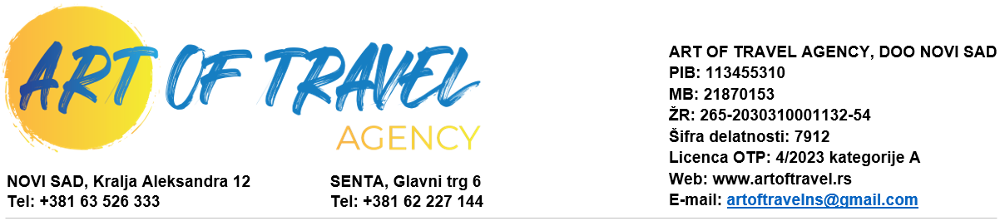 ART OF TRAVEL
AGENCY
NOVI SAD, Kralja Aleksandra 12
Tel: +381 63 526 333
SENTA, Glavni trg 6
Tel: +381 62 227 144
ART OF TRAVEL AGENCY, DOO NOVI SAD
PIB: 113455310
MB: 21870153
ŽR: 265-2030310001132-54
Šifra delatnosti: 7912
Licenca OTP: 4/2023 kategorije A
Web: www.artoftravel.rs
E-mail: artoftravelns@gmail.com